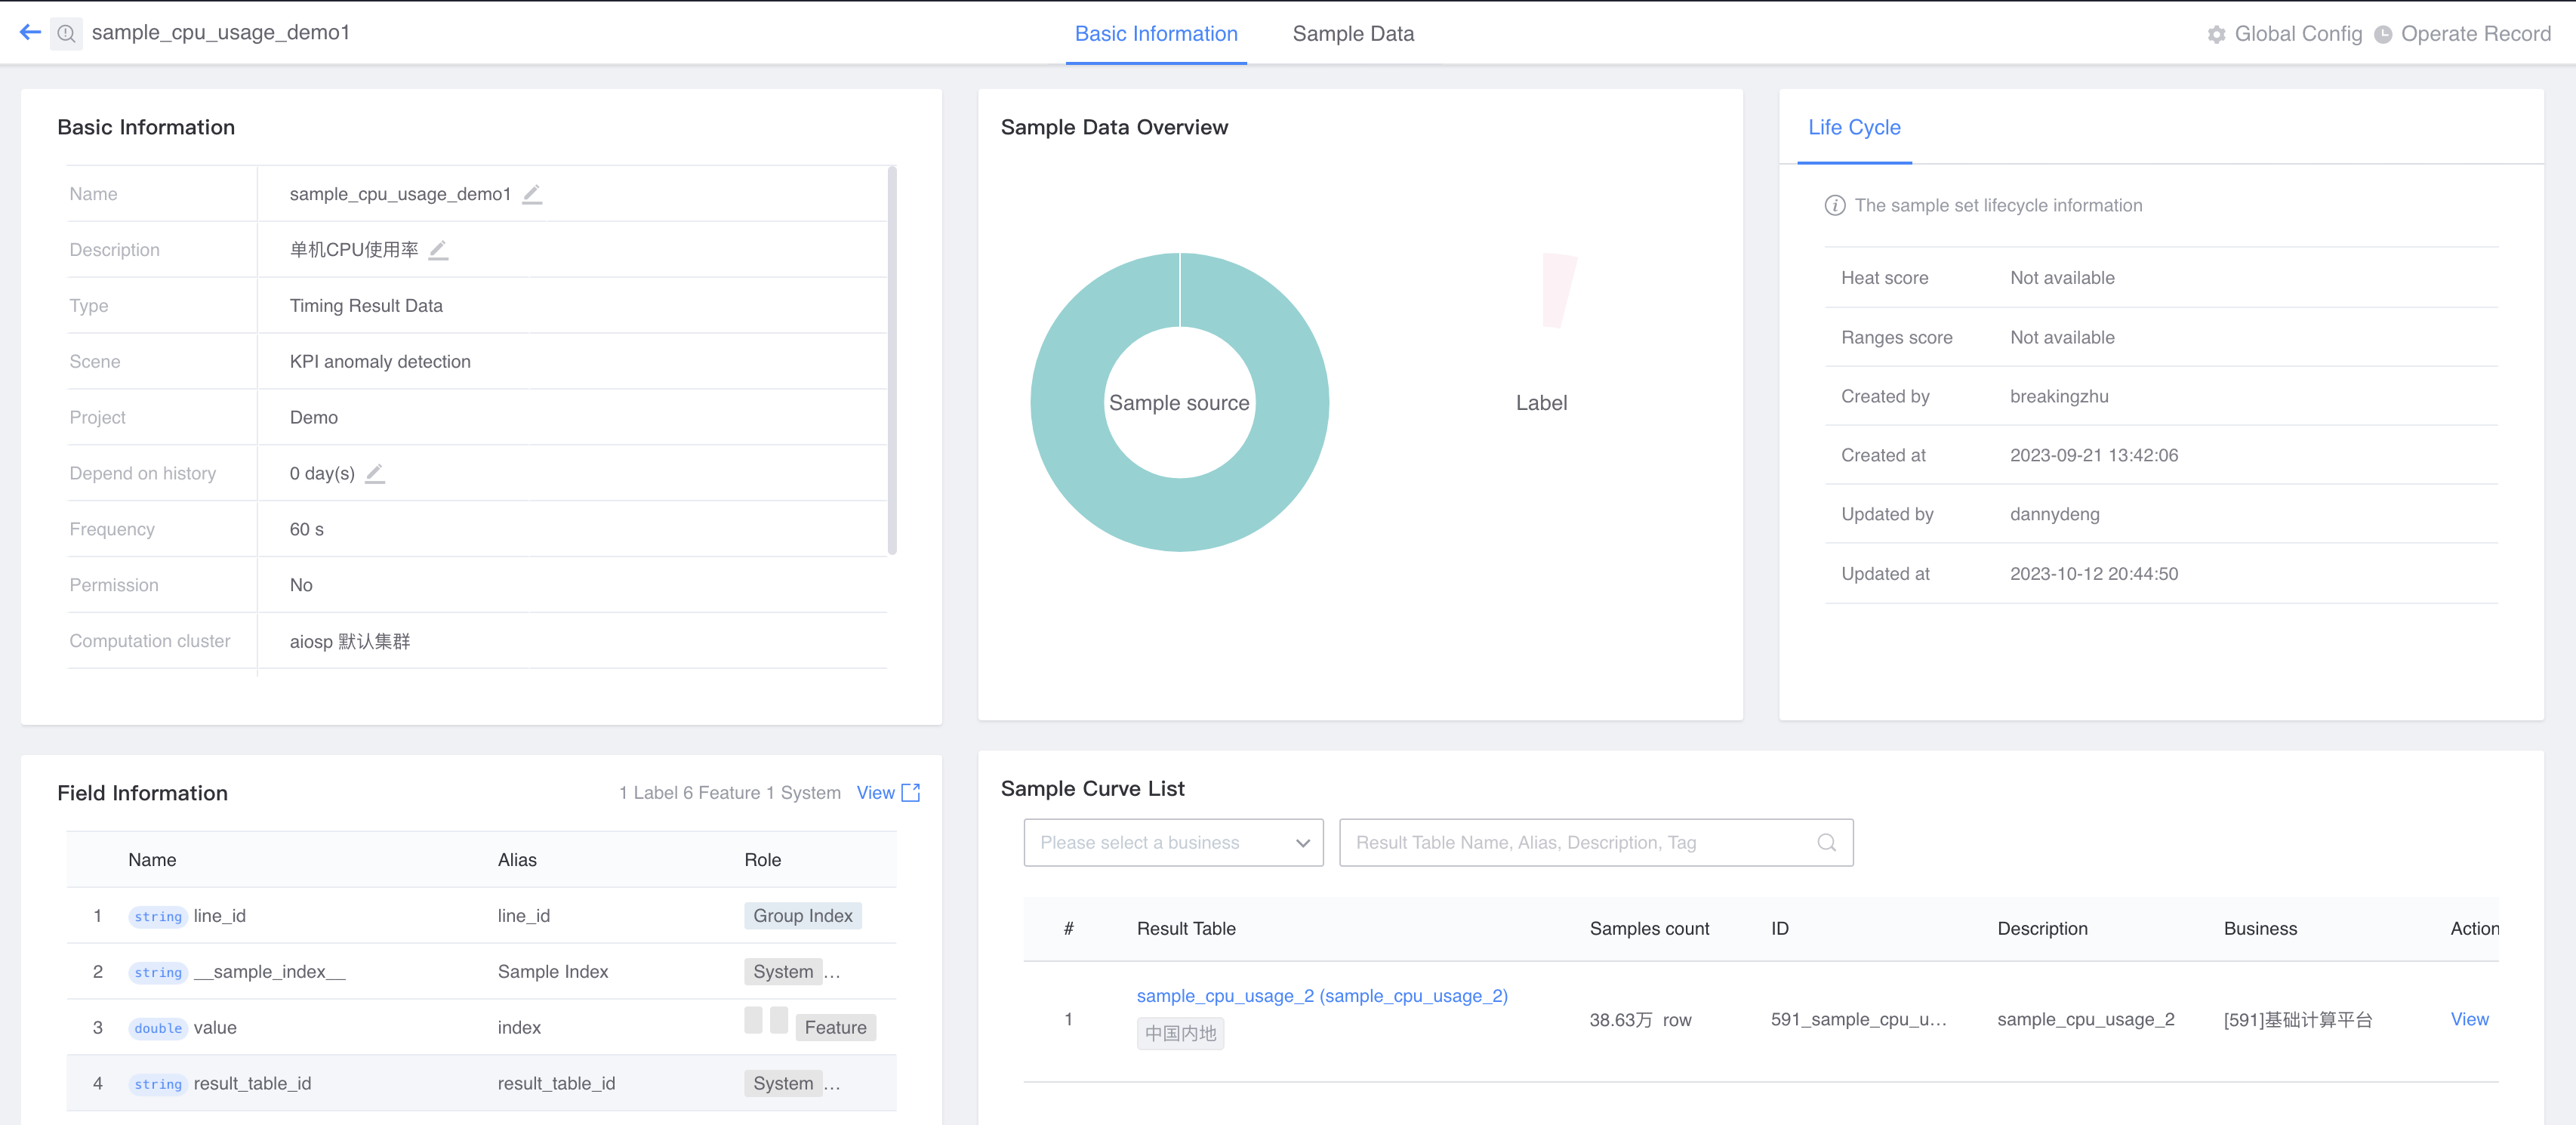 sample_cpu_usage_demo1
Basic Information
Sample Data
Global Config
Operate Record
Basic Information
Name sample_cpu_usage_demo1
Description 单机CPU使用率
Type Timing Result Data
Scene KPI anomaly detection
Project Demo
Depend on history 0 day(s)
Frequency 60 s
Permission No
Computation cluster aiosp 默认集群
Sample Data Overview
Sample source
Label
Life Cycle
The sample set lifecycle information
Heat score Not available
Ranges score Not available
Created by breakingzhu
Created at 2023-09-21 13:42:06
Updated by dannydeng
Updated at 2023-10-12 20:44:50
Field Information 1 Label 6 Feature 1 System View
Name Alias Role
1 string line_id line_id Group Index
2 string __sample_index__ Sample Index System ...
3 double value index Feature
4 string result_table_id result_table_id System ...
Sample Curve List
Please select a business
Result Table Name, Alias, Description, Tag
# Result Table Samples count ID Description Business Action
1 sample_cpu_usage_2 (sample_cpu_usage_2) 38.63万 row 591_sample_cpu_u... sample_cpu_usage_2 [591]基础计算平台 View
中国内地